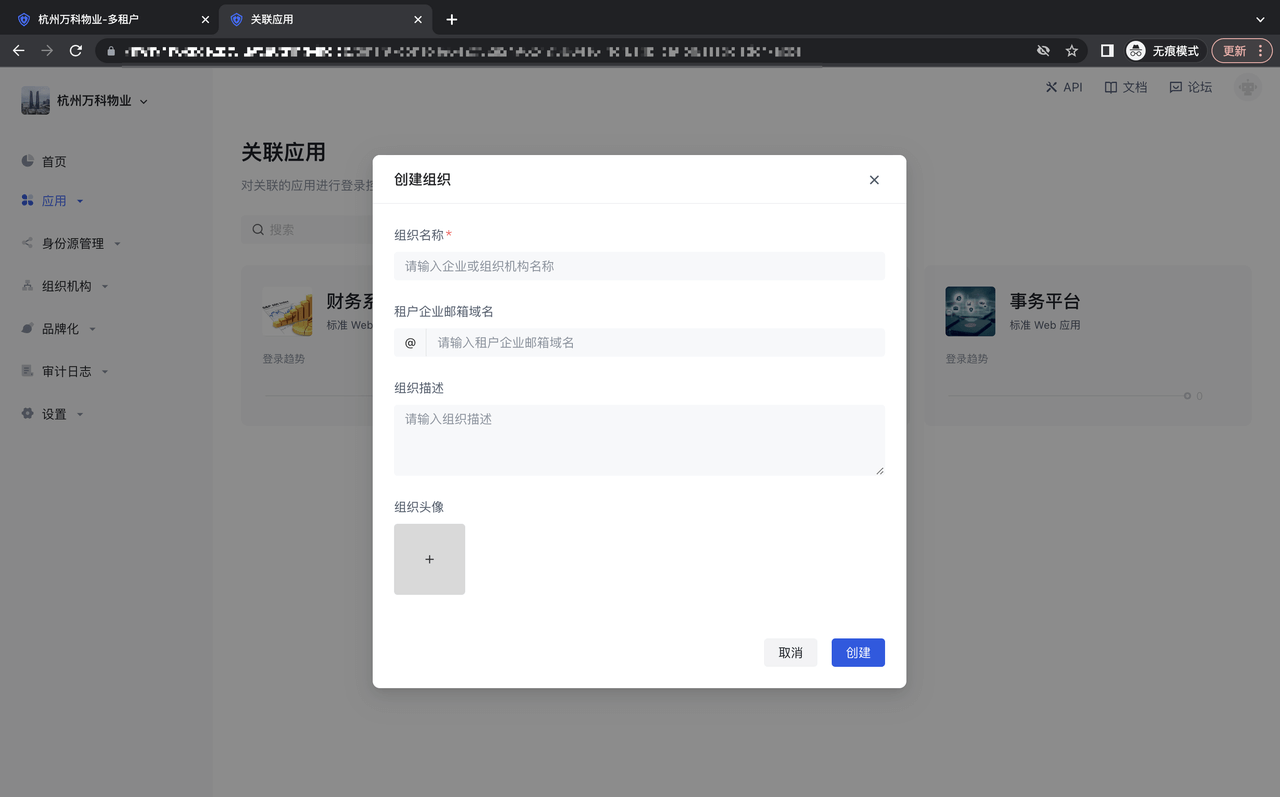 杭州万科物业-多租户
关联应用
无痕模式
更新
杭州万科物业
API
文档
论坛
首页
应用
身份源管理
组织机构
品牌化
审计日志
设置
关联应用
对关联的应用进行登录
搜索
财务系
标准 Web
登录趋势
事务平台
标准 Web 应用
登录趋势
0
创建组织
组织名称*
请输入企业或组织机构名称
租户企业邮箱域名
@ 请输入租户企业邮箱域名
组织描述
请输入组织描述
组织头像
+
取消
创建